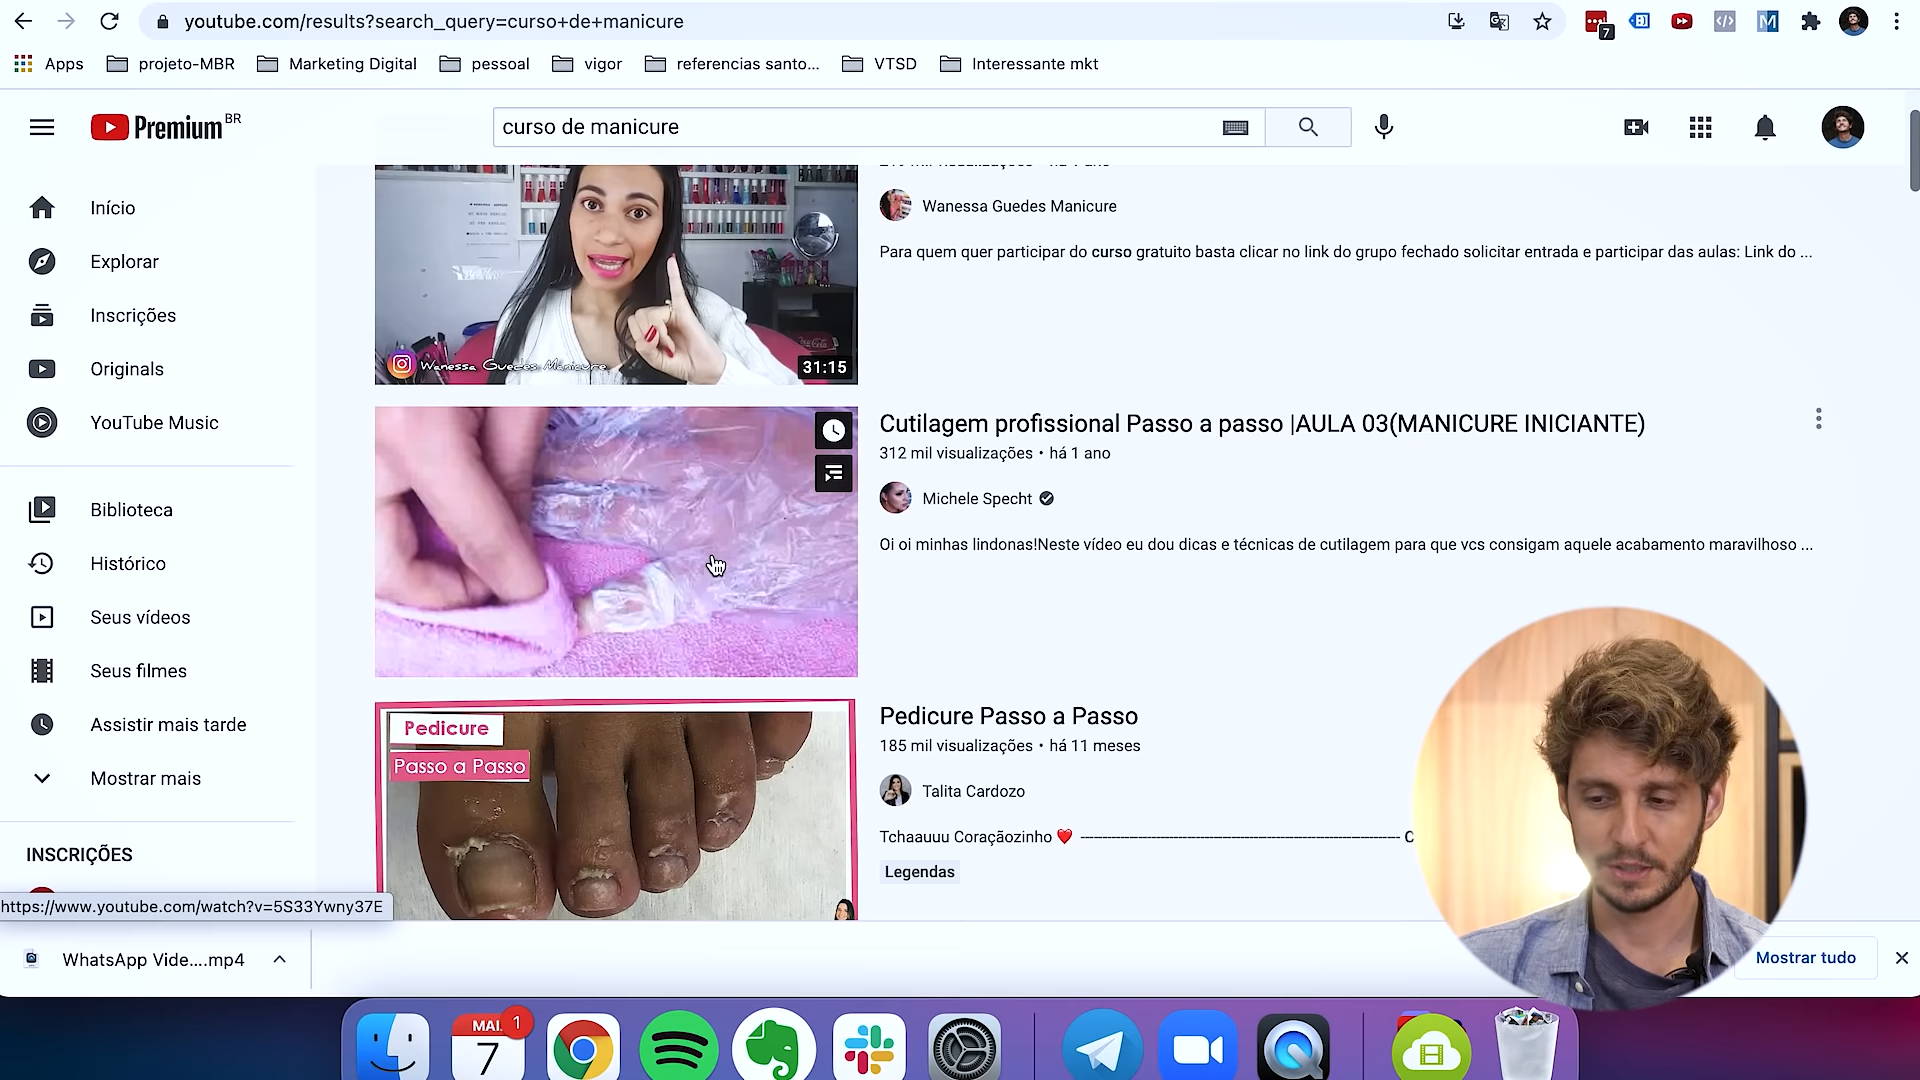 youtube.com/results?search_query=curso+de+manicure
7
Apps
projeto-MBR
Marketing Digital
pessoal
vigor
referencias santo...
VTSD
Interessante mkt
Premium BR
curso de manicure
Início
Explorar
Inscrições
Originals
YouTube Music
Biblioteca
Histórico
Seus vídeos
Seus filmes
Assistir mais tarde
Mostrar mais
INSCRIÇÕES
Wanessa Guedes Manicure
31:15
Wanessa Guedes Manicure
Para quem quer participar do curso gratuito basta clicar no link do grupo fechado solicitar entrada e participar das aulas: Link do ...
Cutilagem profissional Passo a passo |AULA 03(MANICURE INICIANTE)
312 mil visualizações • há 1 ano
Michele Specht
Oi oi minhas lindonas!Neste vídeo eu dou dicas e técnicas de cutilagem para que vcs consigam aquele acabamento maravilhoso ...
Pedicure
Passo a Passo
Pedicure Passo a Passo
185 mil visualizações • há 11 meses
Talita Cardozo
Tchaauuu Coraçãozinho ❤️ ---------------------------------------- C
Legendas
https://www.youtube.com/watch?v=5S33Ywny37E
WhatsApp Vide....mp4
Mostrar tudo
MAI.
1
7